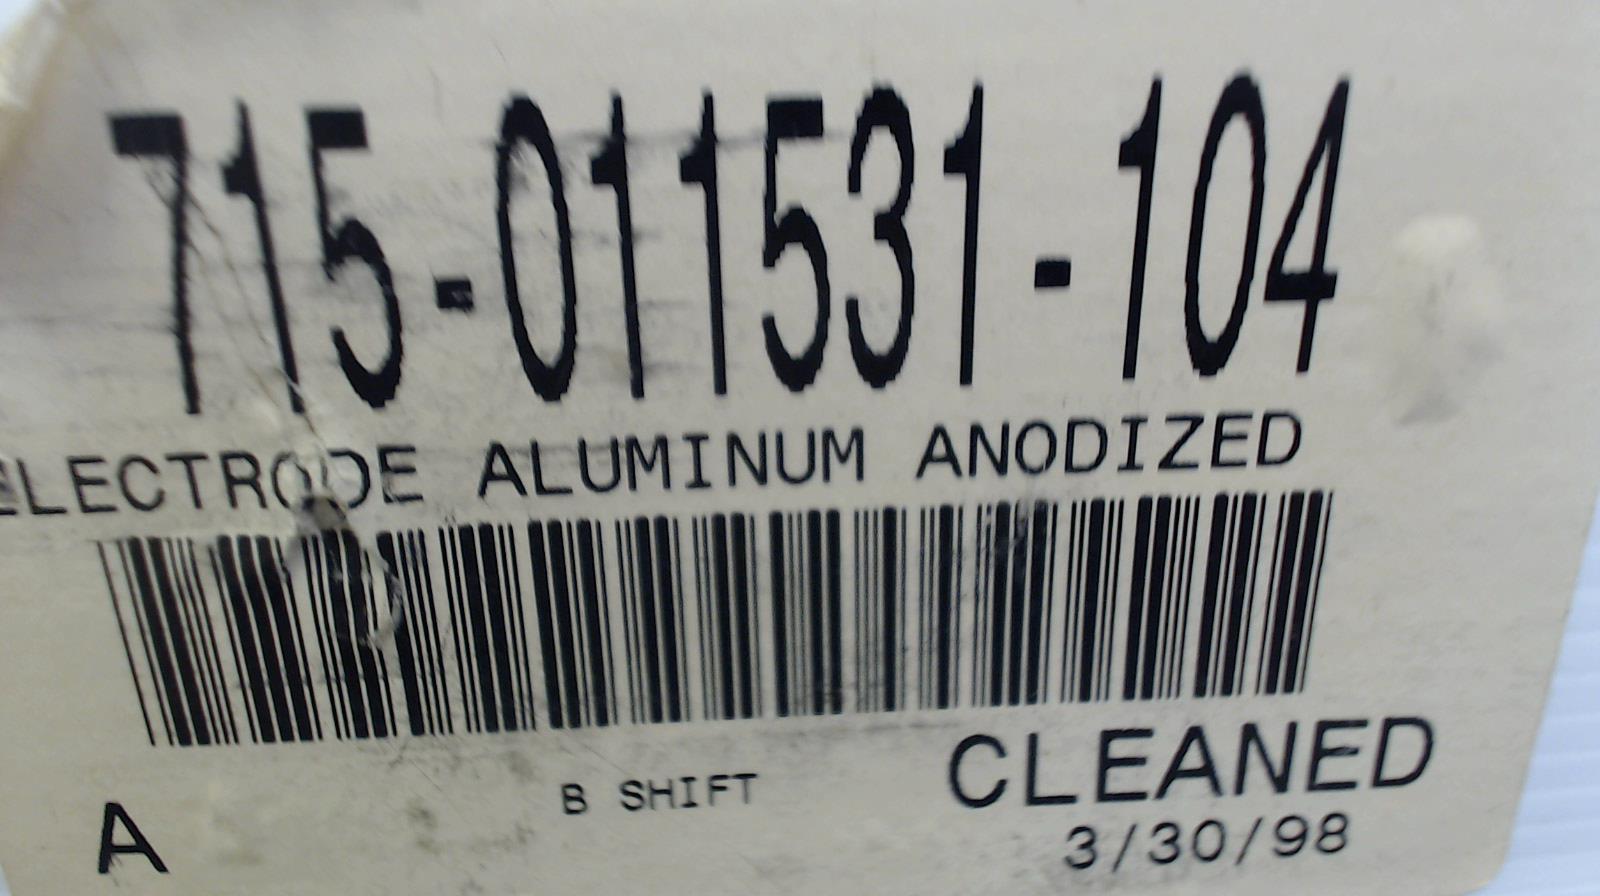 715-011531-104
ELECTRODE ALUMINUM ANODIZED
B SHIFT
CLEANED
A
3/30/98